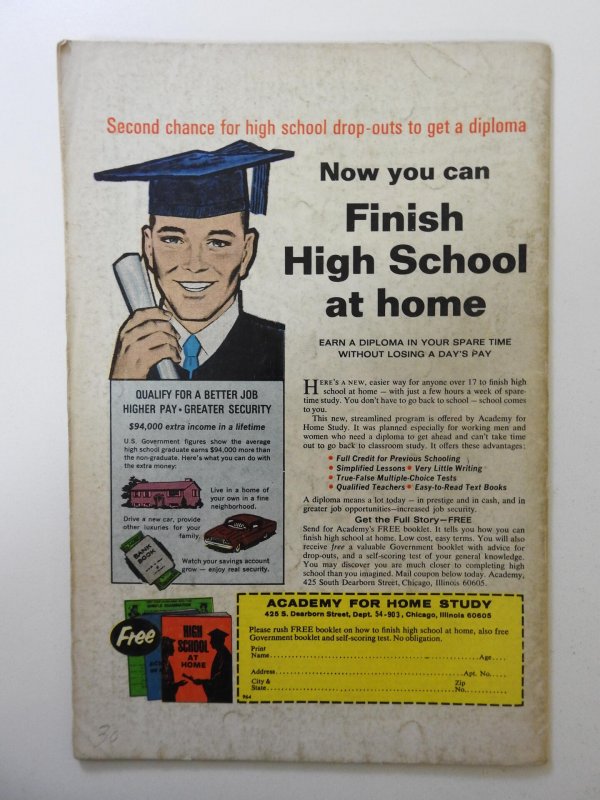 Second chance for high school drop-outs to get a diploma
Now you can
Finish
High School
at home
EARN A DIPLOMA IN YOUR SPARE TIME
WITHOUT LOSING A DAY'S PAY
QUALIFY FOR A BETTER JOB
HIGHER PAY • GREATER SECURITY
$94,000 extra income in a lifetime
U.S. Government figures show the average
high school graduate earns $94,000 more than
the non-graduate. Here's what you can do with
the extra money:
Live in a home of
your own in a fine
neighborhood.
Drive a new car, provide
other luxuries for your
family.
BANK
BOOK
Watch your savings account
grow — enjoy real security.
HERE'S A NEW, easier way for anyone over 17 to finish high
school at home — with just a few hours a week of spare-
time study. You don't have to go back to school — school comes
to you.
This new, streamlined program is offered by Academy for
Home Study. It was planned especially for working men and
women who need a diploma to get ahead and can't take time
out to go back to classroom study. It offers these advantages:
• Full Credit for Previous Schooling
• Simplified Lessons • Very Little Writing
• True-False Multiple-Choice Tests
• Qualified Teachers • Easy-to-Read Text Books
A diploma means a lot today — in prestige and in cash, and in
greater job opportunities—increased job security.
Get the Full Story—FREE
Send for Academy's FREE booklet. It tells you how you can
finish high school at home. Low cost, easy terms. You will also
receive free a valuable Government booklet with advice for
drop-outs, and a self-scoring test of your general knowledge.
You may discover you are much closer to completing high
school than you imagined. Mail coupon below today. Academy,
425 South Dearborn Street, Chicago, Illinois 60605.
Free
HIGH
SCHOOL
AT
HOME
ACADEMY FOR HOME STUDY
425 S. Dearborn Street, Dept. 54-903, Chicago, Illinois 60605
Please rush FREE booklet on how to finish high school at home, also free
Government booklet and self-scoring test. No obligation.
Print
Name Age
Address Apt. No.
City & Zip
State No.
964
30